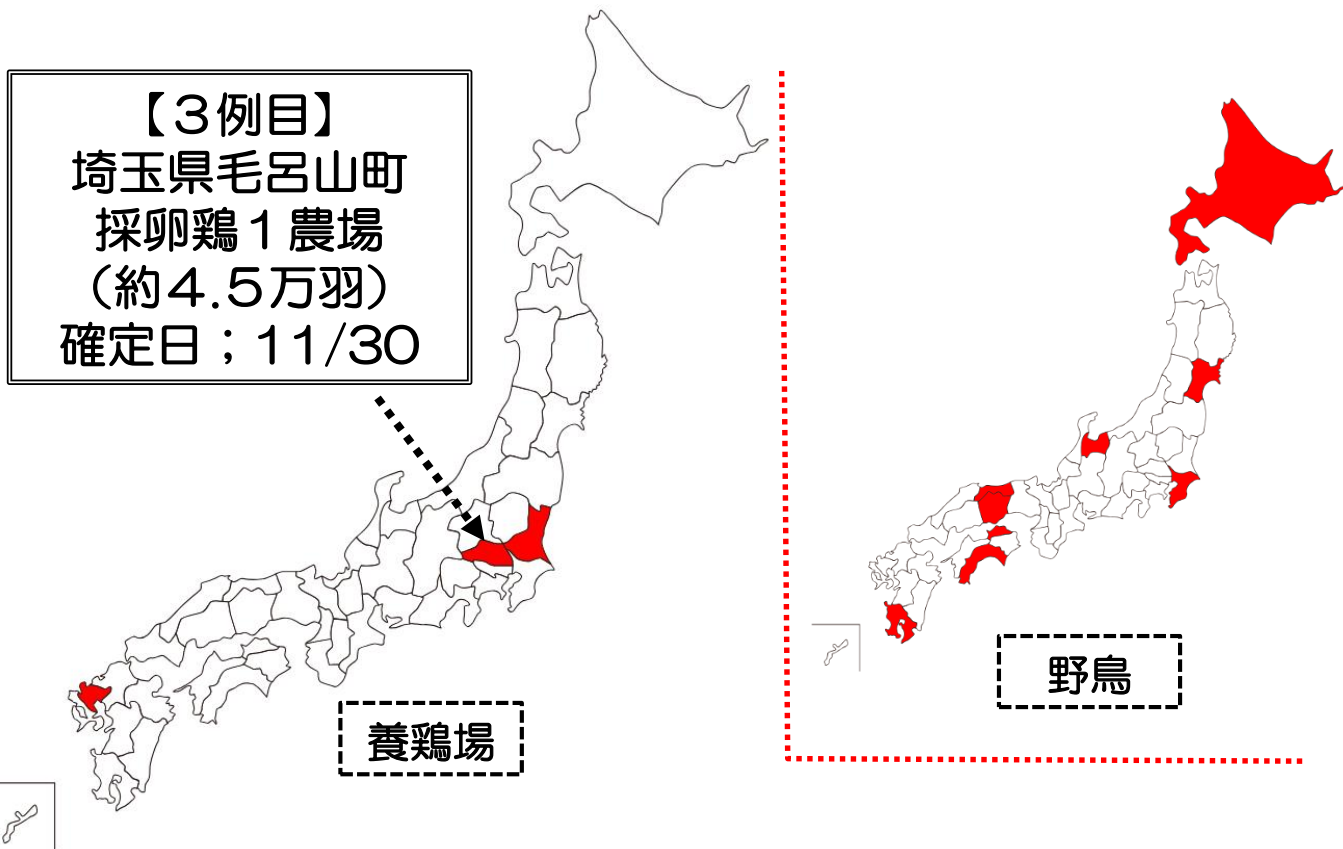 【３例目】
埼玉県毛呂山町
採卵鶏１農場
（約４.５万羽）
確定日；11/30
養鶏場
野鳥